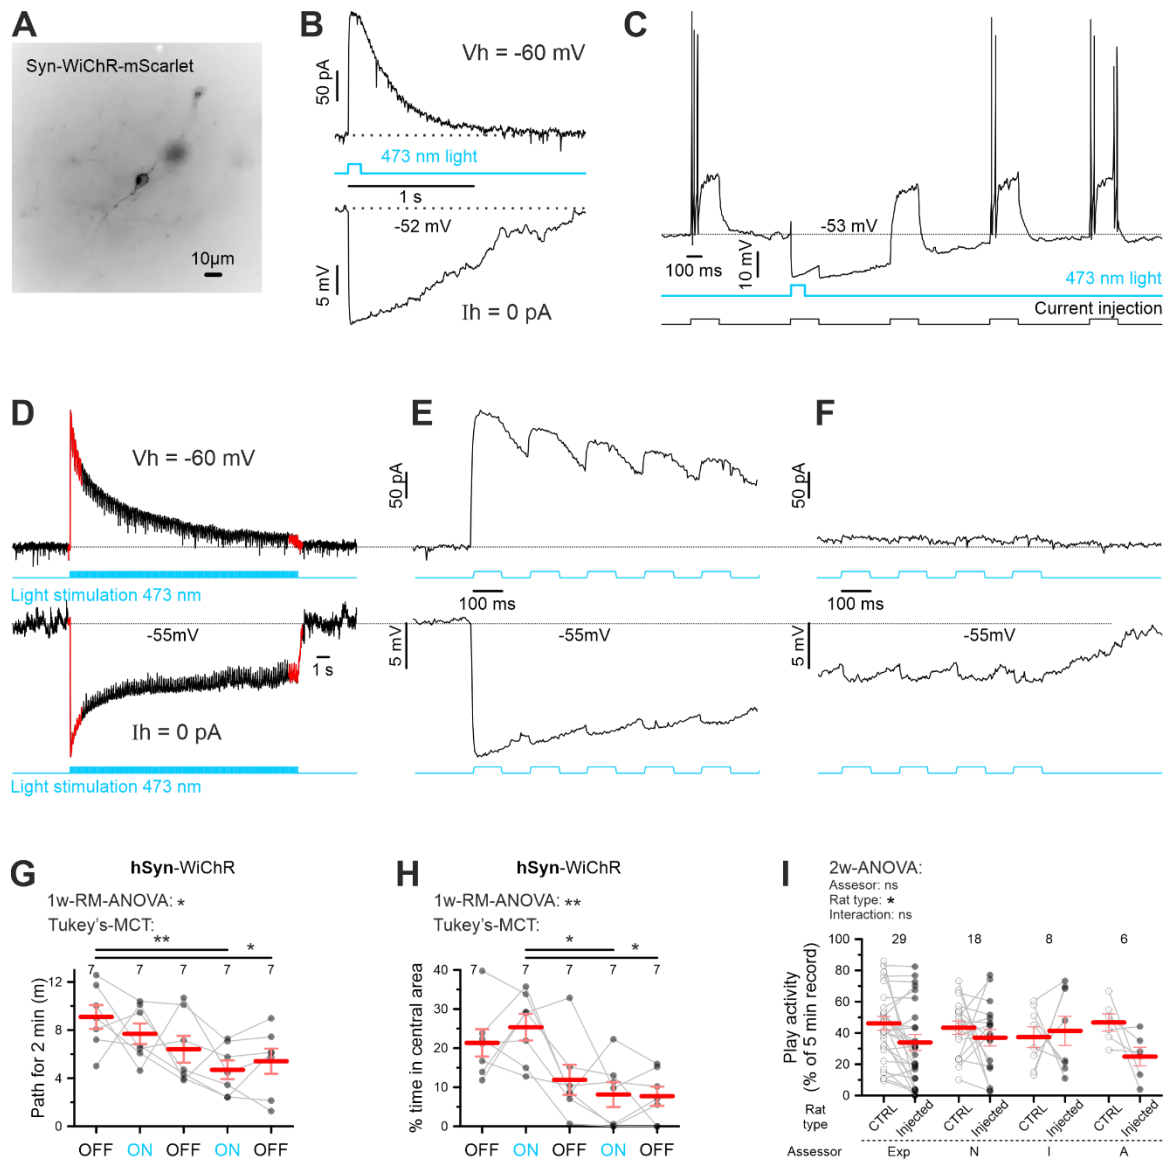 A
Syn-WiChR-mScarlet
10µm
B
Vh = -60 mV
50 pA
473 nm light
1 s
-52 mV
5 mV
Ih = 0 pA
C
-53 mV
100 ms
10 mV
473 nm light
Current injection
D
Vh = -60 mV
Light stimulation 473 nm
-55mV
1 s
Ih = 0 pA
Light stimulation 473 nm
E
50 pA
100 ms
-55mV
5 mV
F
50 pA
100 ms
-55mV
5 mV
G
hSyn-WiChR
1w-RM-ANOVA: *
Tukey's-MCT:
** *
7 7 7 7 7
Path for 2 min (m)
12
8
4
0
OFF ON OFF ON OFF
H
hSyn-WiChR
1w-RM-ANOVA: **
Tukey's-MCT:
* *
7 7 7 7 7
% time in central area
40
30
20
10
0
OFF ON OFF ON OFF
I
2w-ANOVA:
Assesor: ns
Rat type: *
Interaction: ns
29 18 8 6
Play activity
(% of 5 min record)
100
80
60
40
20
0
Rat
type
CTRL Injected CTRL Injected CTRL Injected CTRL Injected
Assessor Exp N I A